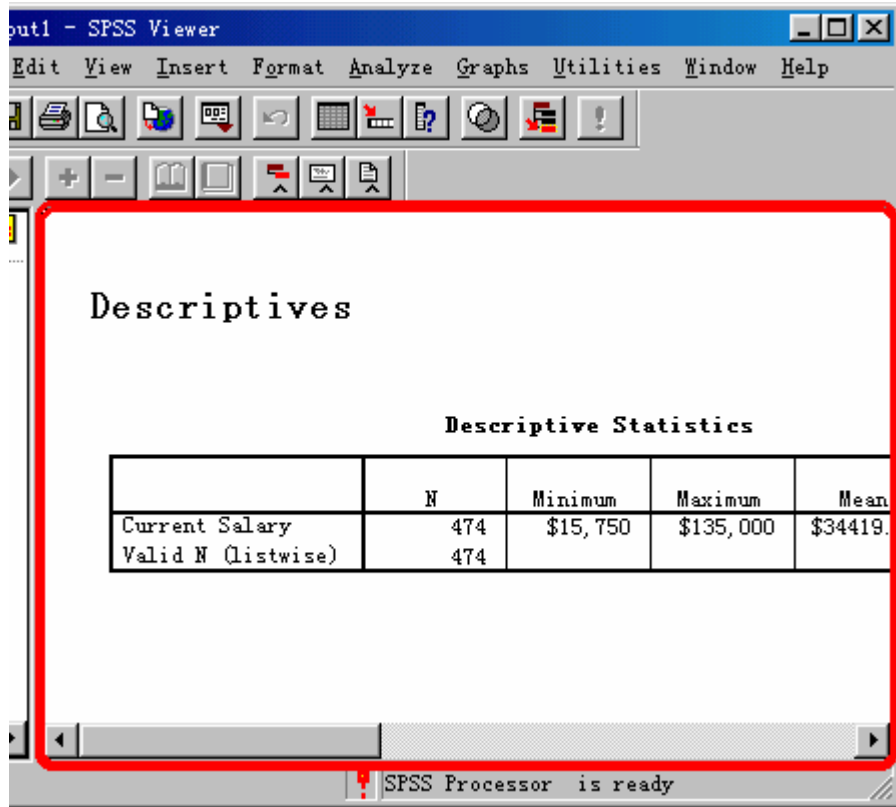 put1 - SPSS Viewer
Edit View Insert Format Analyze Graphs Utilities Window Help
Descriptives
Descriptive Statistics
N Minimum Maximum Mean
Current Salary 474 $15,750 $135,000 $34419.
Valid N (listwise) 474
SPSS Processor is ready